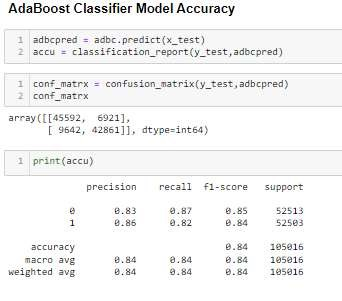 AdaBoost Classifier Model Accuracy
1 adbcpred = adbc.predict(x_test)
2 accu = classification_report(y_test,adbcpred)
1 conf_matrx = confusion_matrix(y_test,adbcpred)
2 conf_matrx
array([[45592, 6921],
[ 9642, 42861]], dtype=int64)
1 print(accu)
precision recall f1-score support
0 0.83 0.87 0.85 52513
1 0.86 0.82 0.84 52503
accuracy 0.84 105016
macro avg 0.84 0.84 0.84 105016
weighted avg 0.84 0.84 0.84 105016